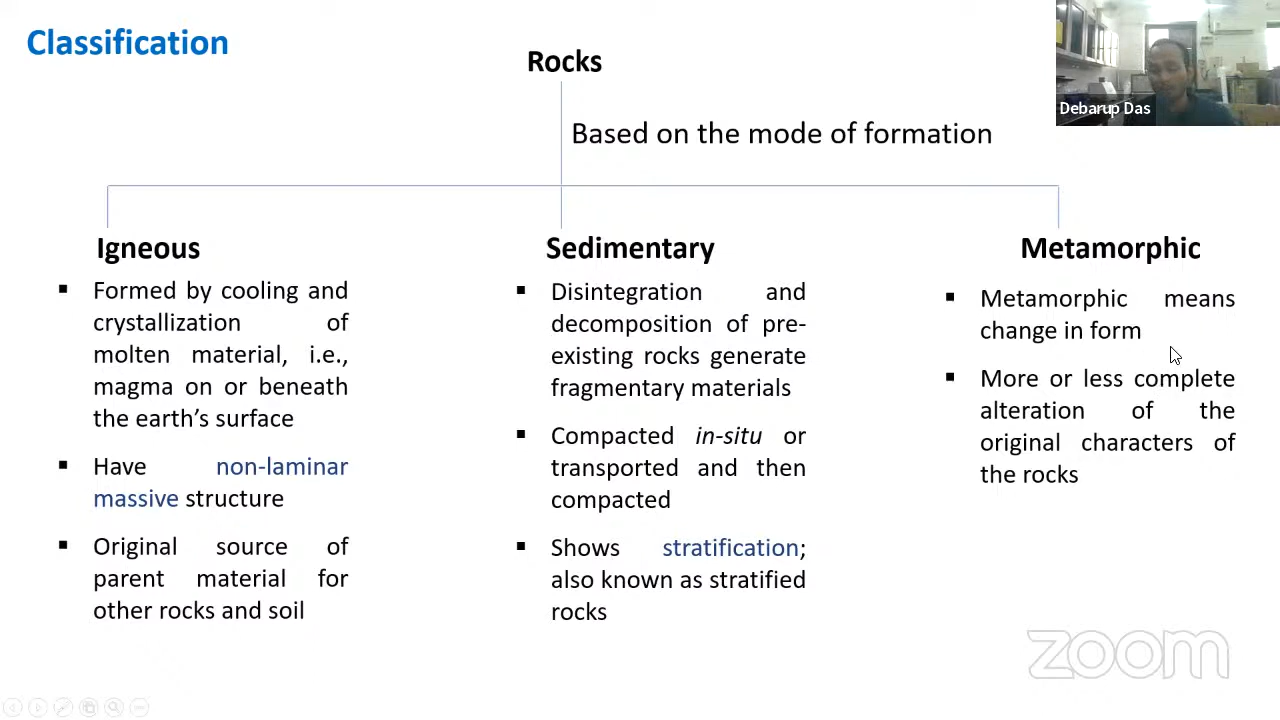 Classification
Rocks
Debarup Das
Based on the mode of formation
Igneous
▪ Formed by cooling and
crystallization of
molten material, i.e.,
magma on or beneath
the earth's surface
▪ Have non-laminar
massive structure
▪ Original source of
parent material for
other rocks and soil
Sedimentary
▪ Disintegration and
decomposition of pre-
existing rocks generate
fragmentary materials
▪ Compacted in-situ or
transported and then
compacted
▪ Shows stratification;
also known as stratified
rocks
Metamorphic
▪ Metamorphic means
change in form
▪ More or less complete
alteration of the
original characters of
the rocks
zoom